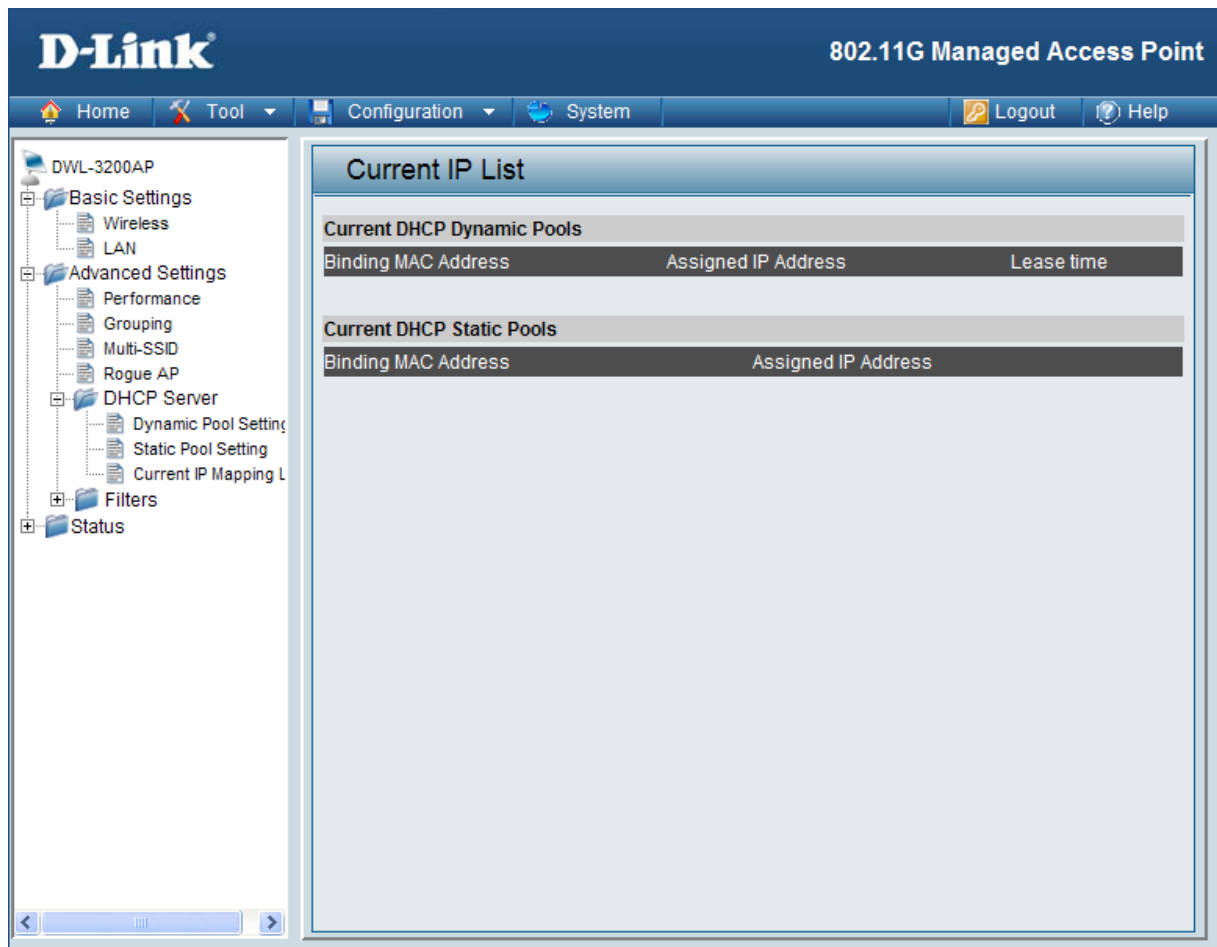 D-Link®
802.11G Managed Access Point
Home Tool Configuration System Logout Help
DWL-3200AP
Basic Settings
Wireless
LAN
Advanced Settings
Performance
Grouping
Multi-SSID
Rogue AP
DHCP Server
Dynamic Pool Setting
Static Pool Setting
Current IP Mapping L
Filters
Status
Current IP List
Current DHCP Dynamic Pools
Binding MAC Address Assigned IP Address Lease time
Current DHCP Static Pools
Binding MAC Address Assigned IP Address